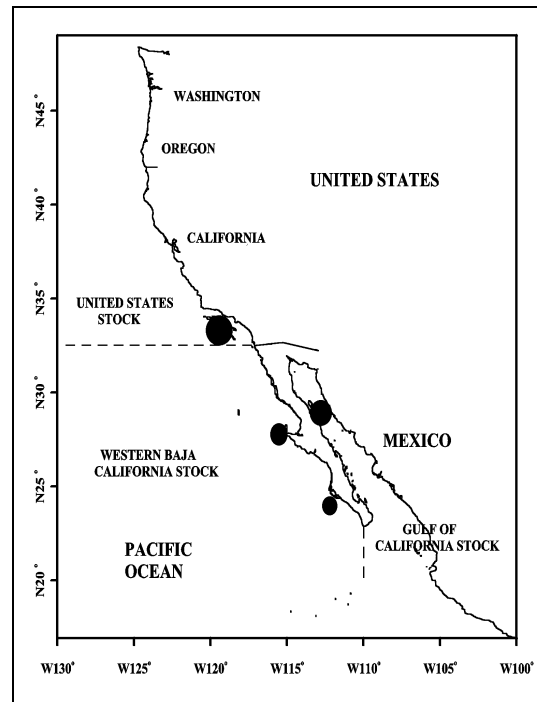 N45°
WASHINGTON
OREGON
UNITED STATES
N40°
CALIFORNIA
N35°
UNITED STATES
STOCK
N30°
WESTERN BAJA
CALIFORNIA STOCK
MEXICO
N25°
GULF OF
CALIFORNIA STOCK
PACIFIC
OCEAN
N20°
W130° W125° W120° W115° W110° W105° W100°